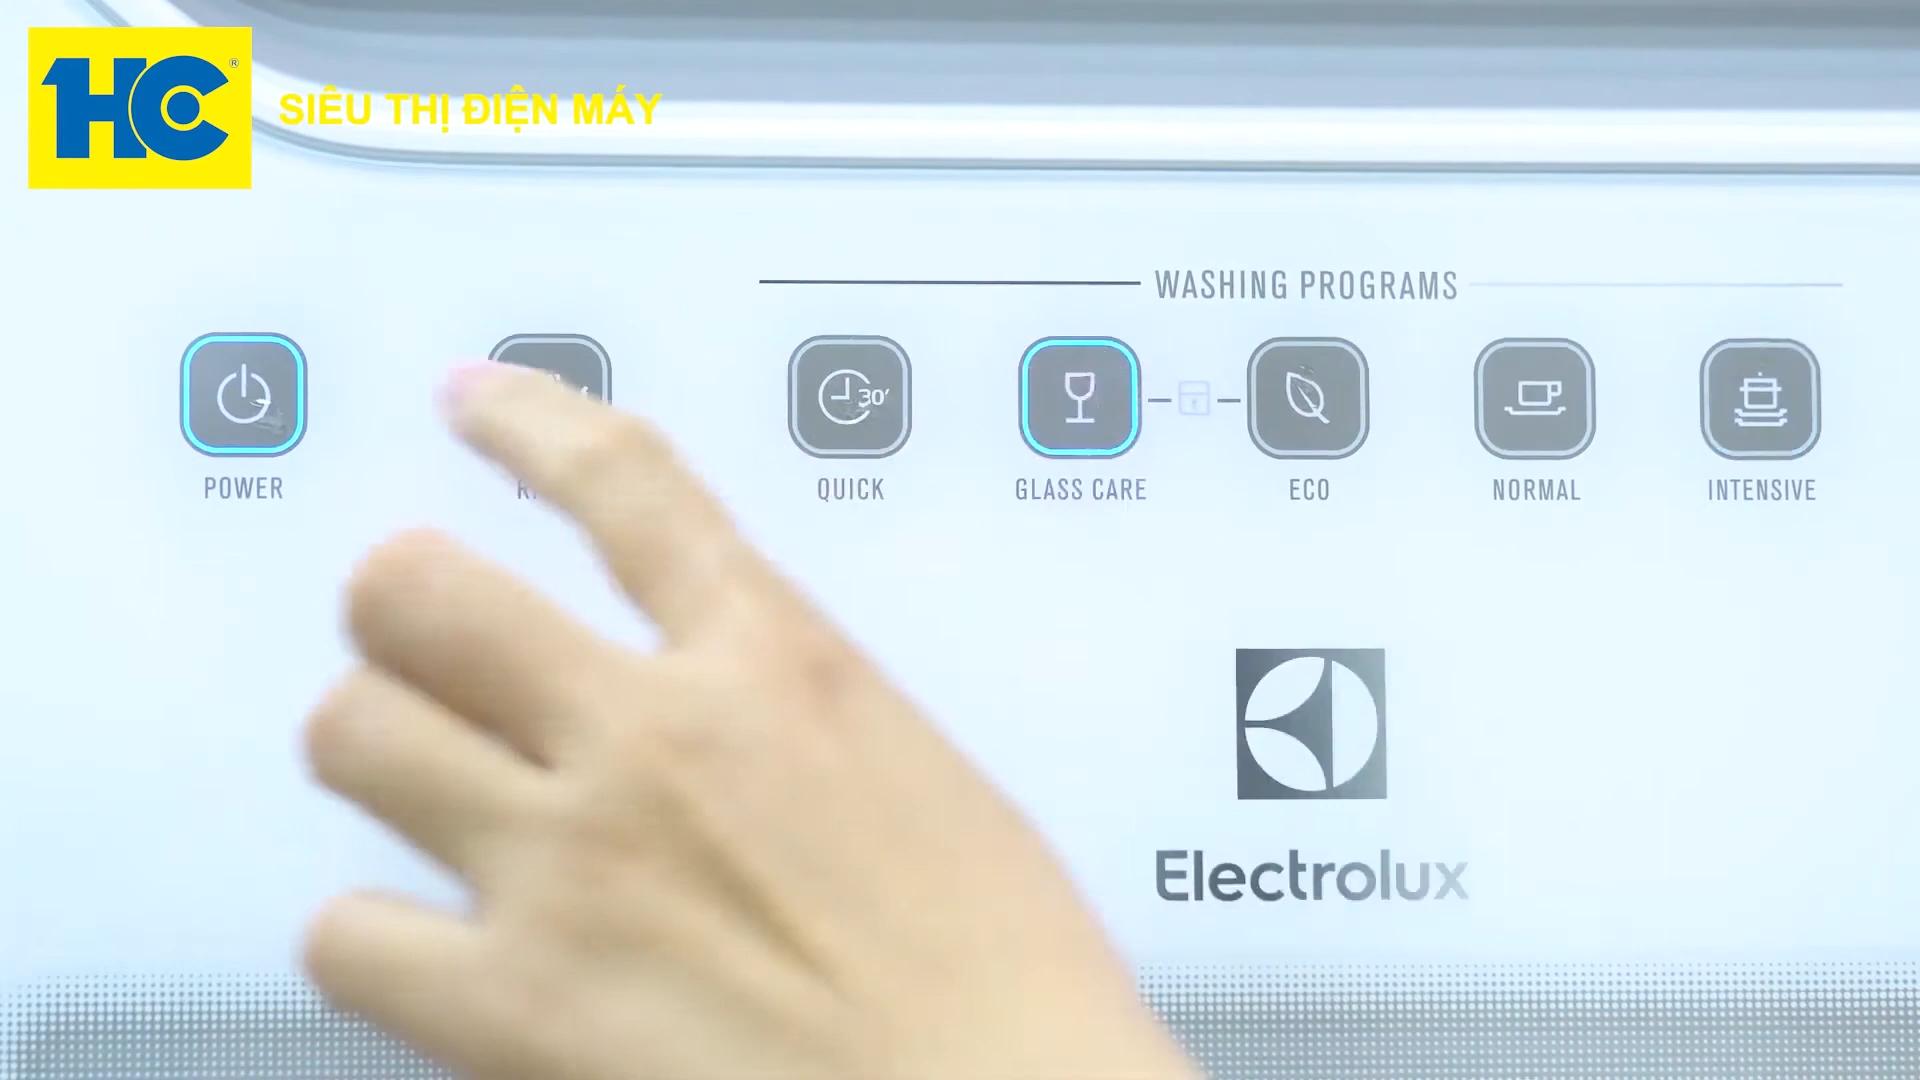 HC®
SIÊU THỊ ĐIỆN MÁY
WASHING PROGRAMS
30'
POWER
QUICK
GLASS CARE
ECO
NORMAL
INTENSIVE
Electrolux